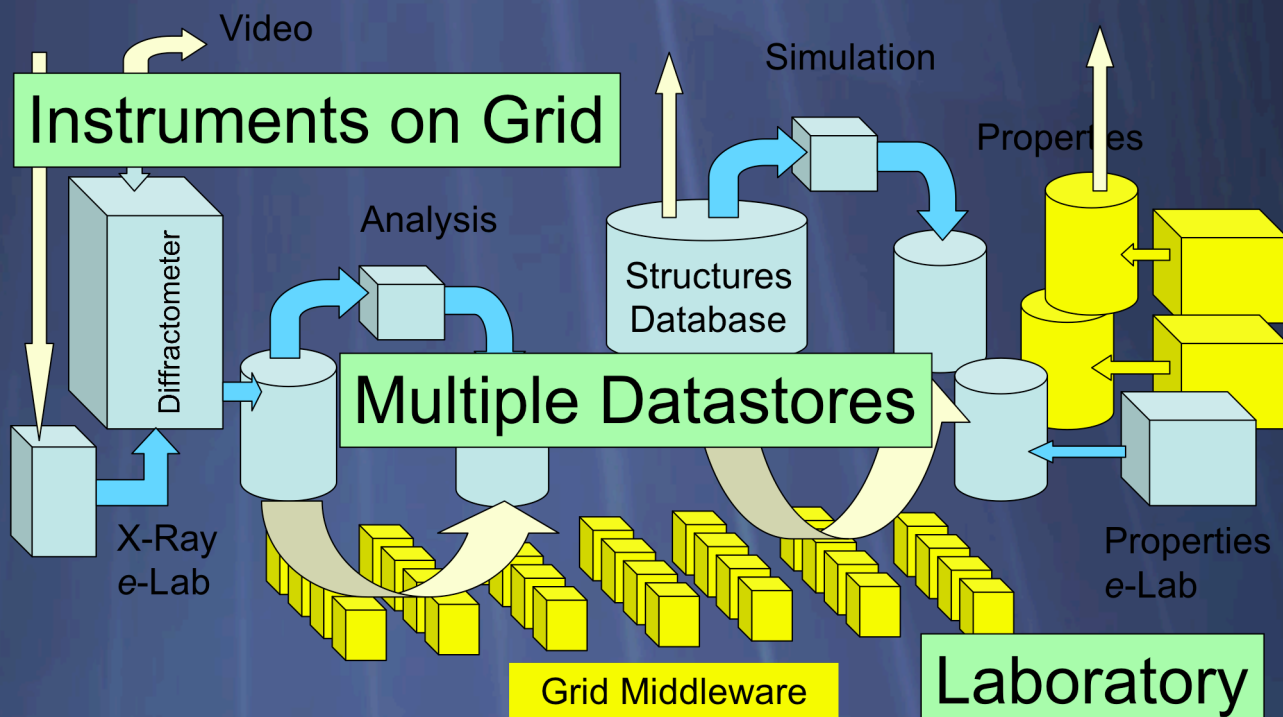 Video
Simulation
Instruments on Grid
Properties
Analysis
Diffractometer
Structures
Database
Multiple Datastores
X-Ray
e-Lab
Properties
e-Lab
Grid Middleware
Laboratory